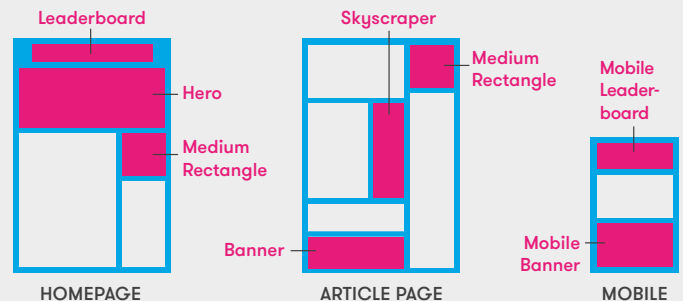 Leaderboard
Hero
Medium
Rectangle
HOMEPAGE
Skyscraper
Medium
Rectangle
Banner
ARTICLE PAGE
Mobile
Leader-
board
Mobile
Banner
MOBILE